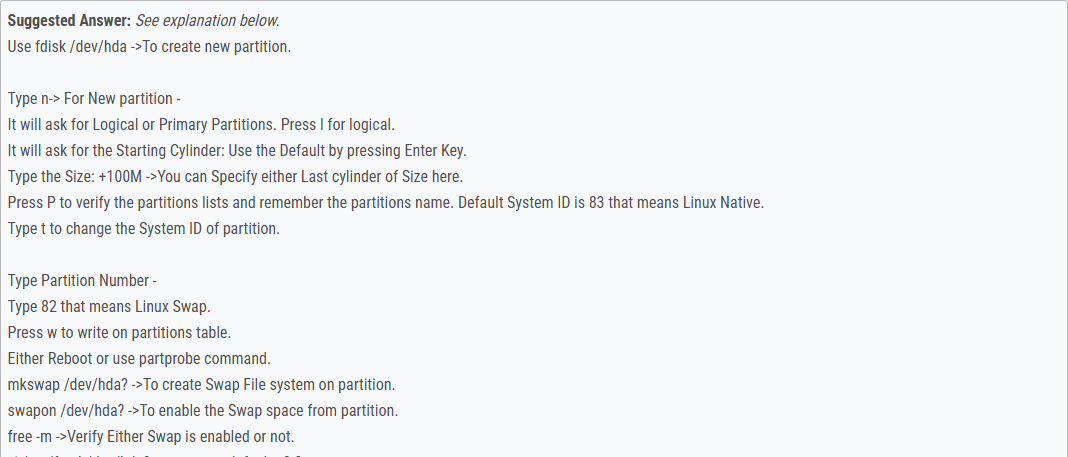 Suggested Answer: See explanation below.
Use fdisk /dev/hda ->To create new partition.
Type n-> For New partition -
It will ask for Logical or Primary Partitions. Press l for logical.
It will ask for the Starting Cylinder: Use the Default by pressing Enter Key.
Type the Size: +100M ->You can Specify either Last cylinder of Size here.
Press P to verify the partitions lists and remember the partitions name. Default System ID is 83 that means Linux Native.
Type t to change the System ID of partition.
Type Partition Number -
Type 82 that means Linux Swap.
Press w to write on partitions table.
Either Reboot or use partprobe command.
mkswap /dev/hda? ->To create Swap File system on partition.
swapon /dev/hda? ->To enable the Swap space from partition.
free -m ->Verify Either Swap is enabled or not.